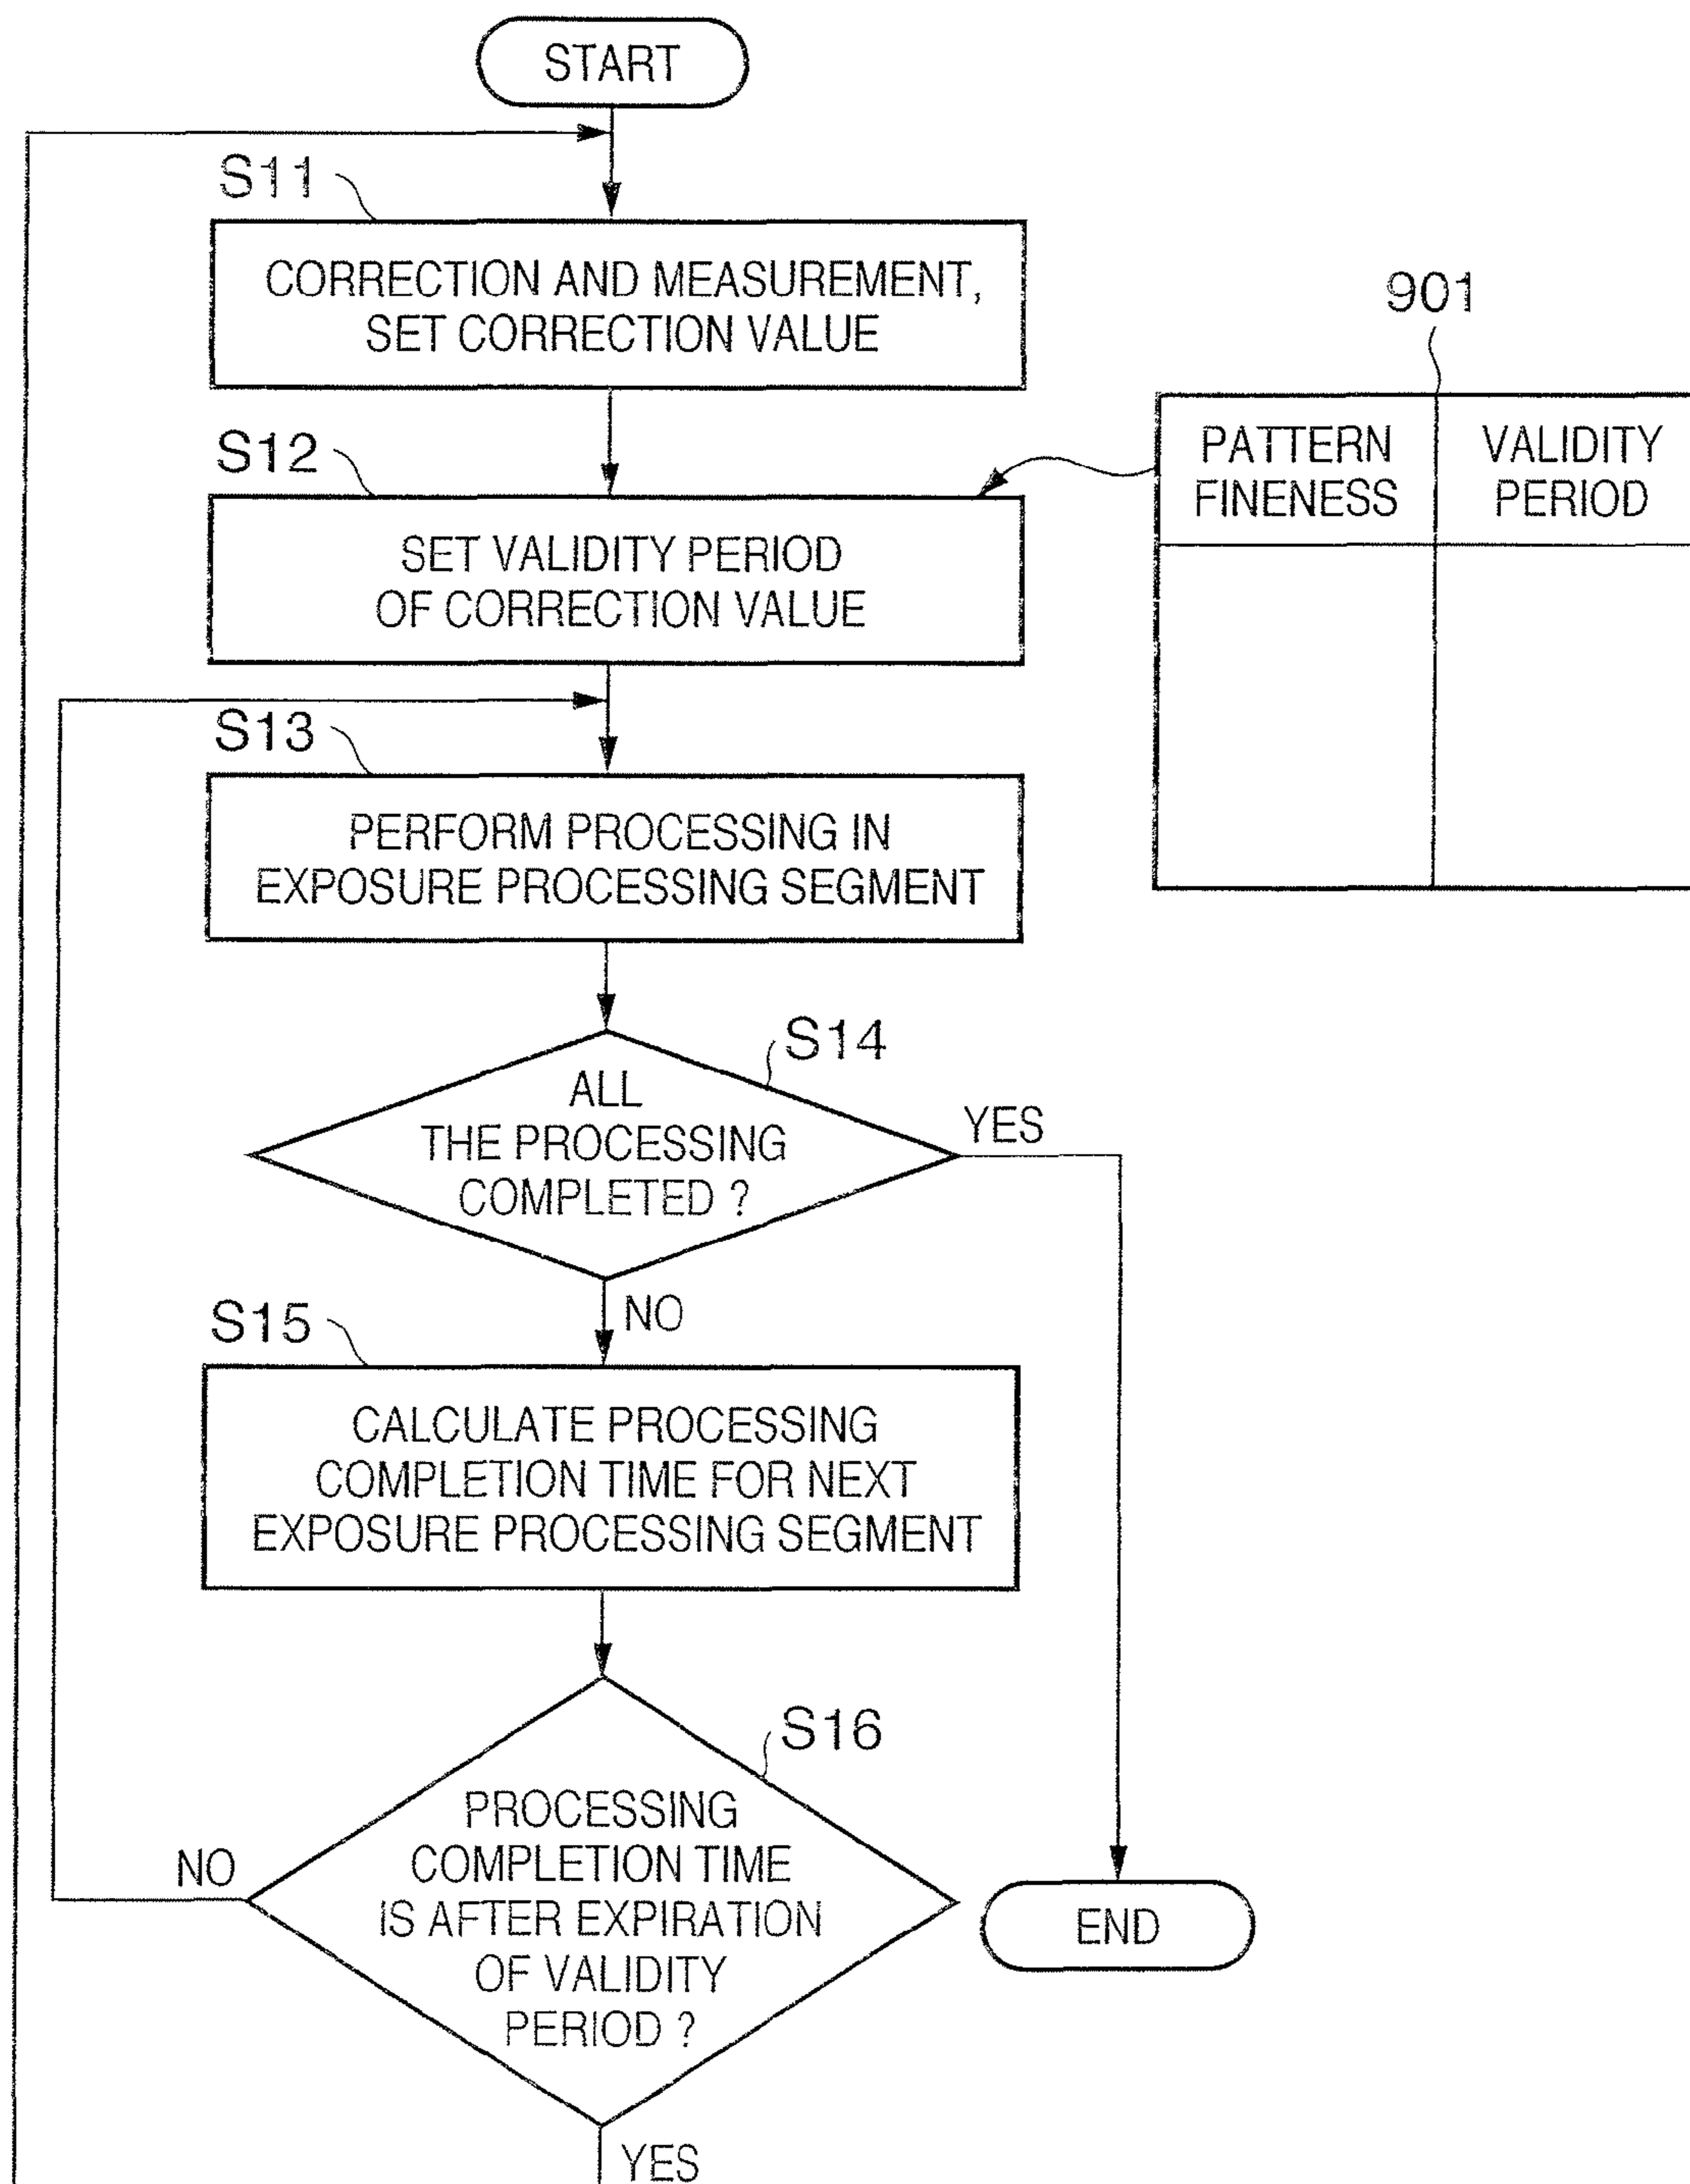 START
S11
CORRECTION AND MEASUREMENT,
SET CORRECTION VALUE
901
PATTERN
FINENESS
VALIDITY
PERIOD
S12
SET VALIDITY PERIOD
OF CORRECTION VALUE
S13
PERFORM PROCESSING IN
EXPOSURE PROCESSING SEGMENT
S14
ALL
THE PROCESSING
COMPLETED ?
YES
NO
S15
CALCULATE PROCESSING
COMPLETION TIME FOR NEXT
EXPOSURE PROCESSING SEGMENT
S16
PROCESSING
COMPLETION TIME
IS AFTER EXPIRATION
OF VALIDITY
PERIOD ?
NO
END
YES